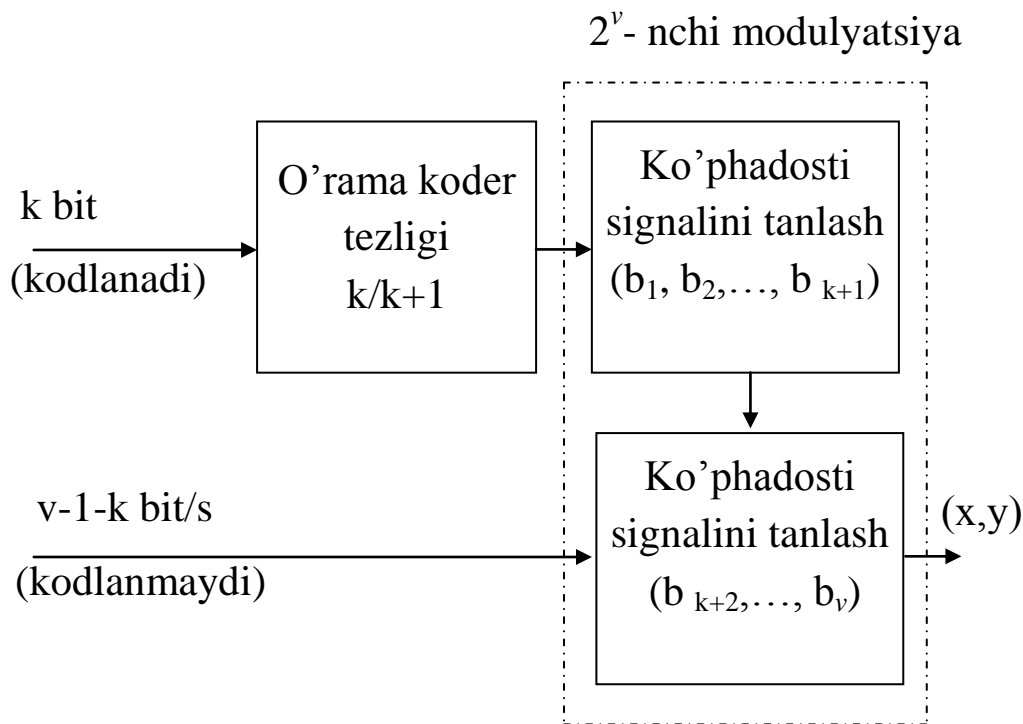 2ᵛ- nchi modulyatsiya
k bit
(kodlanadi)
O’rama koder
tezligi
k/k+1
Ko’phadosti
signalini tanlash
(b₁, b₂,…, b ₖ₊₁)
v-1-k bit/s
(kodlanmaydi)
Ko’phadosti
signalini tanlash
(b ₖ₊₂,…, bᵥ)
(x,y)